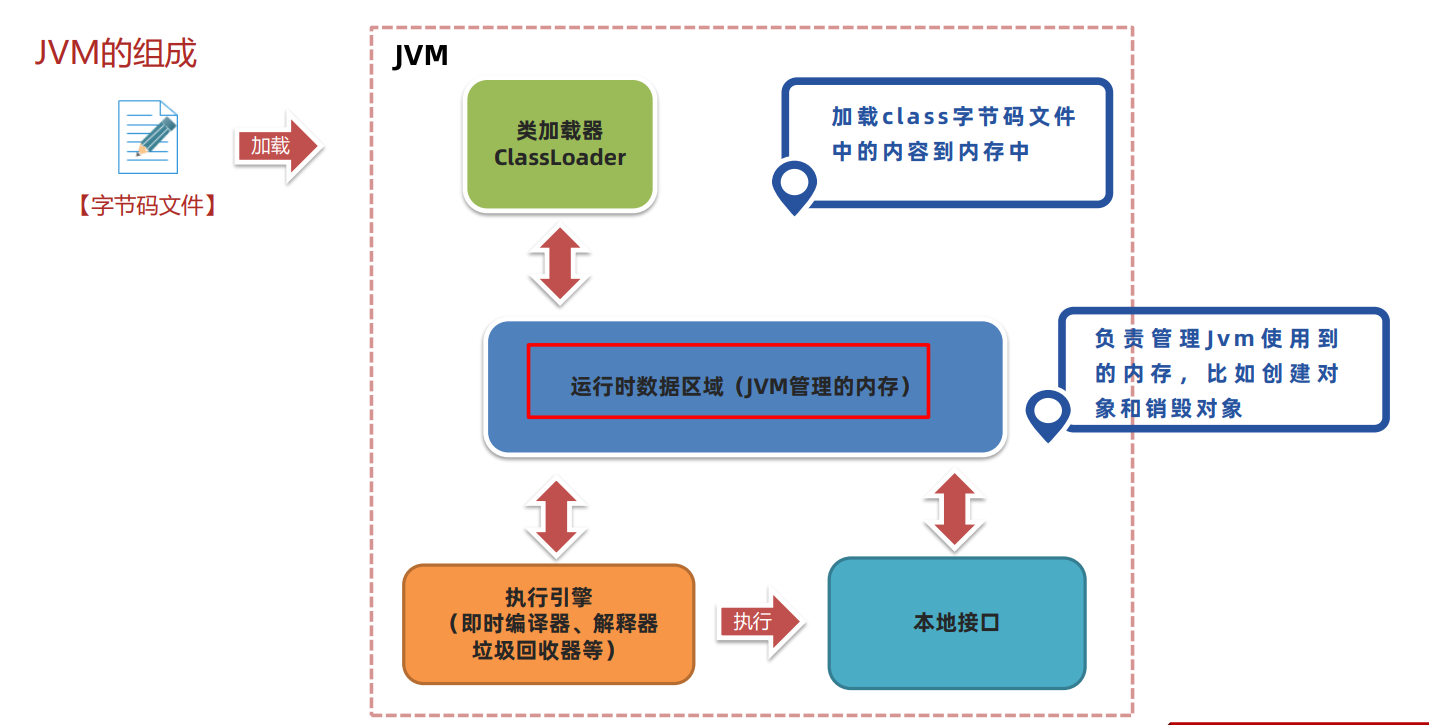 JVM的组成
JVM
类加载器
ClassLoader
加载class字节码文件
中的内容到内存中
加载
【字节码文件】
运行时数据区域（JVM管理的内存）
负责管理Jvm使用到
的内存，比如创建对
象和销毁对象
执行引擎
（即时编译器、解释器
垃圾回收器等）
执行
本地接口